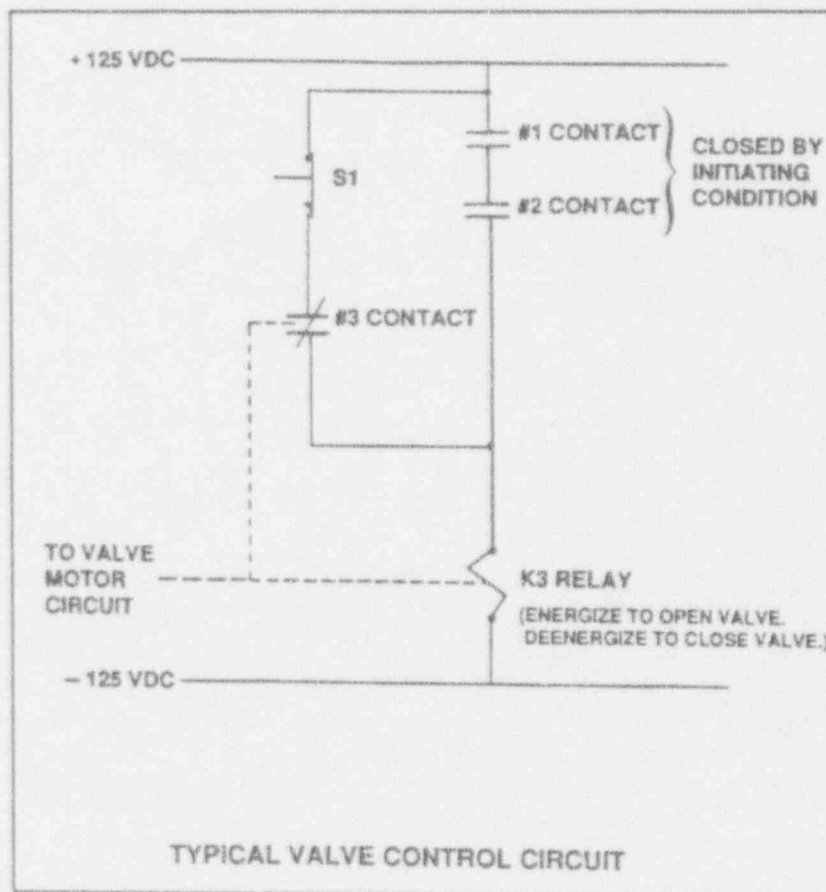 + 125 VDC
#1 CONTACT
#2 CONTACT
CLOSED BY
INITIATING
CONDITION
S1
#3 CONTACT
TO VALVE
MOTOR
CIRCUIT
K3 RELAY
(ENERGIZE TO OPEN VALVE.
DEENERGIZE TO CLOSE VALVE.)
— 125 VDC
TYPICAL VALVE CONTROL CIRCUIT